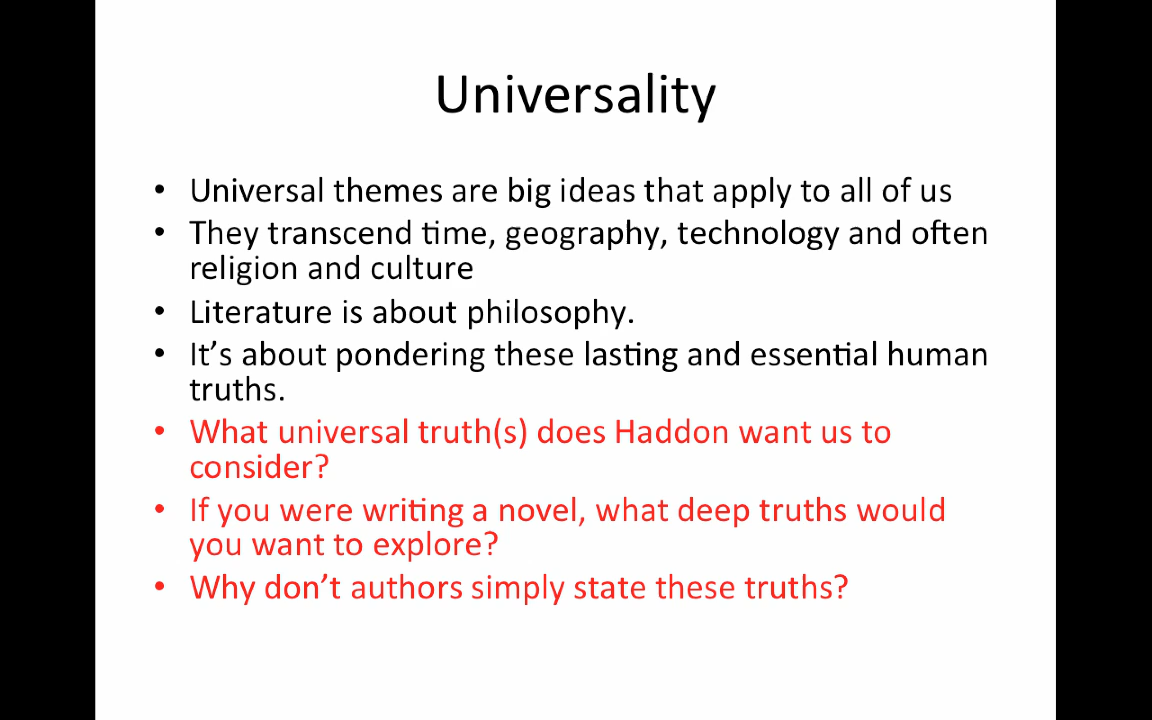 Universality
• Universal themes are big ideas that apply to all of us
• They transcend time, geography, technology and often
religion and culture
• Literature is about philosophy.
• It's about pondering these lasting and essential human
truths.
• What universal truth(s) does Haddon want us to
consider?
• If you were writing a novel, what deep truths would
you want to explore?
• Why don't authors simply state these truths?